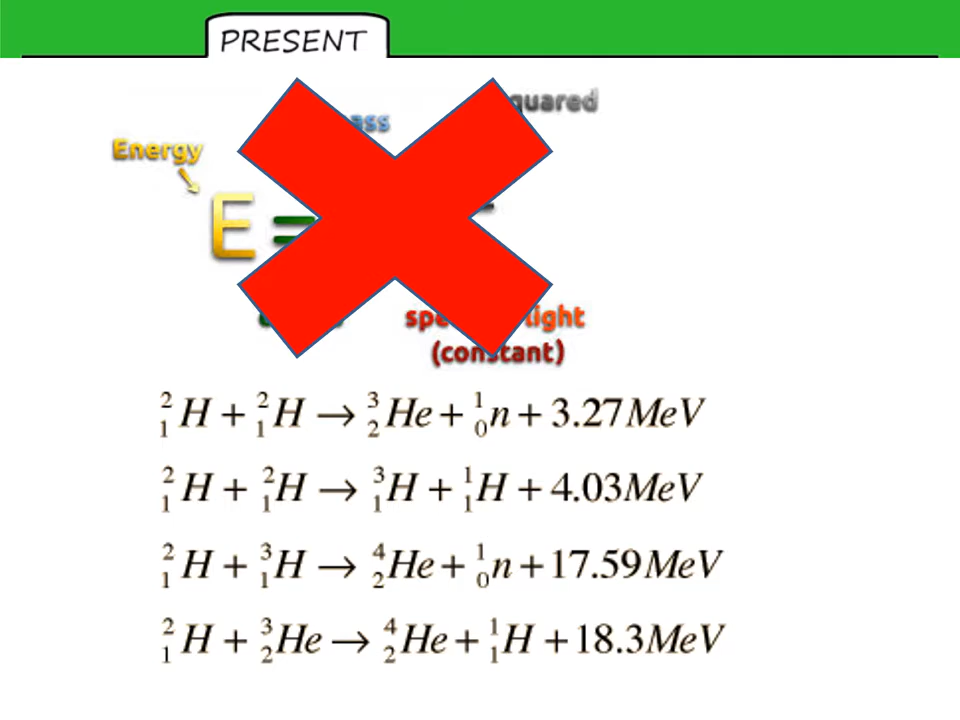 PRESENT
Energy
E =
(constant)
²₁H + ²₁H → ³₂He + ¹₀n + 3.27MeV
²₁H + ²₁H → ³₁H + ¹₁H + 4.03MeV
²₁H + ³₁H → ⁴₂He + ¹₀n + 17.59MeV
²₁H + ³₂He → ⁴₂He + ¹₁H + 18.3MeV